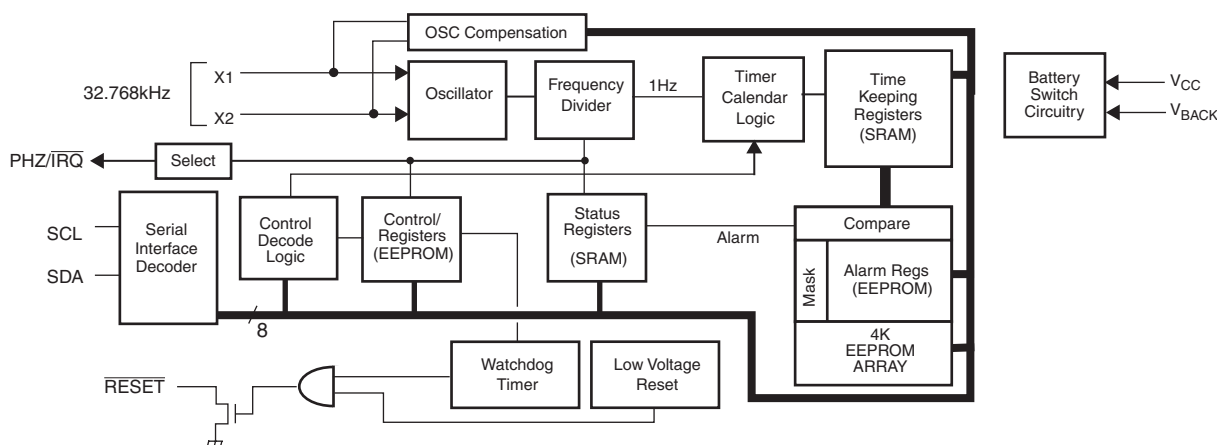 OSC Compensation
32.768kHz
X1
X2
Oscillator
Frequency
Divider
1Hz
Timer
Calendar
Logic
Time
Keeping
Registers
(SRAM)
Battery
Switch
Circuitry
VCC
VBACK
PHZ/IRQ
Select
SCL
SDA
Serial
Interface
Decoder
Control
Decode
Logic
Control/
Registers
(EEPROM)
Status
Registers
(SRAM)
Alarm
Compare
Mask
Alarm Regs
(EEPROM)
4K
EEPROM
ARRAY
8
Watchdog
Timer
Low Voltage
Reset
RESET